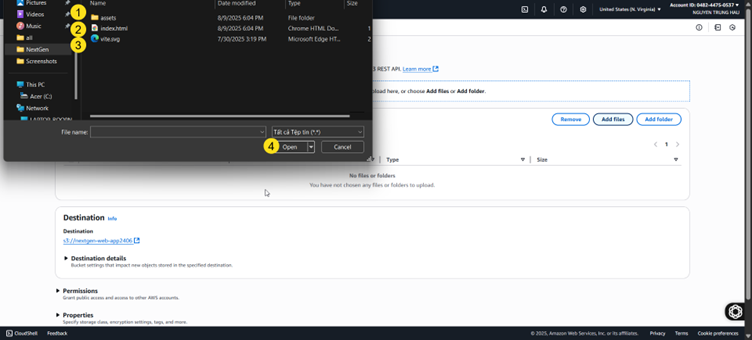 Pictures
Videos
Music
all
NextGen
Screenshots
This PC
Acer (C:)
Network
Name
Date modified
Type
Size
1
assets
8/9/2025 6:04 PM
File folder
2
index.html
8/9/2025 6:04 PM
Chrome HTML Do...
1
3
vite.svg
7/30/2025 3:19 PM
Microsoft Edge HT...
2
File name:
Tất cả Tệp tin (*.*)
4
Open
Cancel
United States (N. Virginia)
Account ID: 0482-4475-0537
NGUYEN TRUNG HAU
REST API. Learn more
load here, or choose Add files or Add folder.
Remove
Add files
Add folder
1
Type
Size
No files or folders
You have not chosen any files or folders to upload.
Destination
Info
Destination
s3://nextgen-web-app2406
Destination details
Bucket settings that impact new objects stored in the specified destination.
Permissions
Grant public access and access to other AWS accounts.
Properties
Specify storage class, encryption settings, tags, and more.
CloudShell
Feedback
© 2025, Amazon Web Services, Inc. or its affiliates.
Privacy
Terms
Cookie preferences